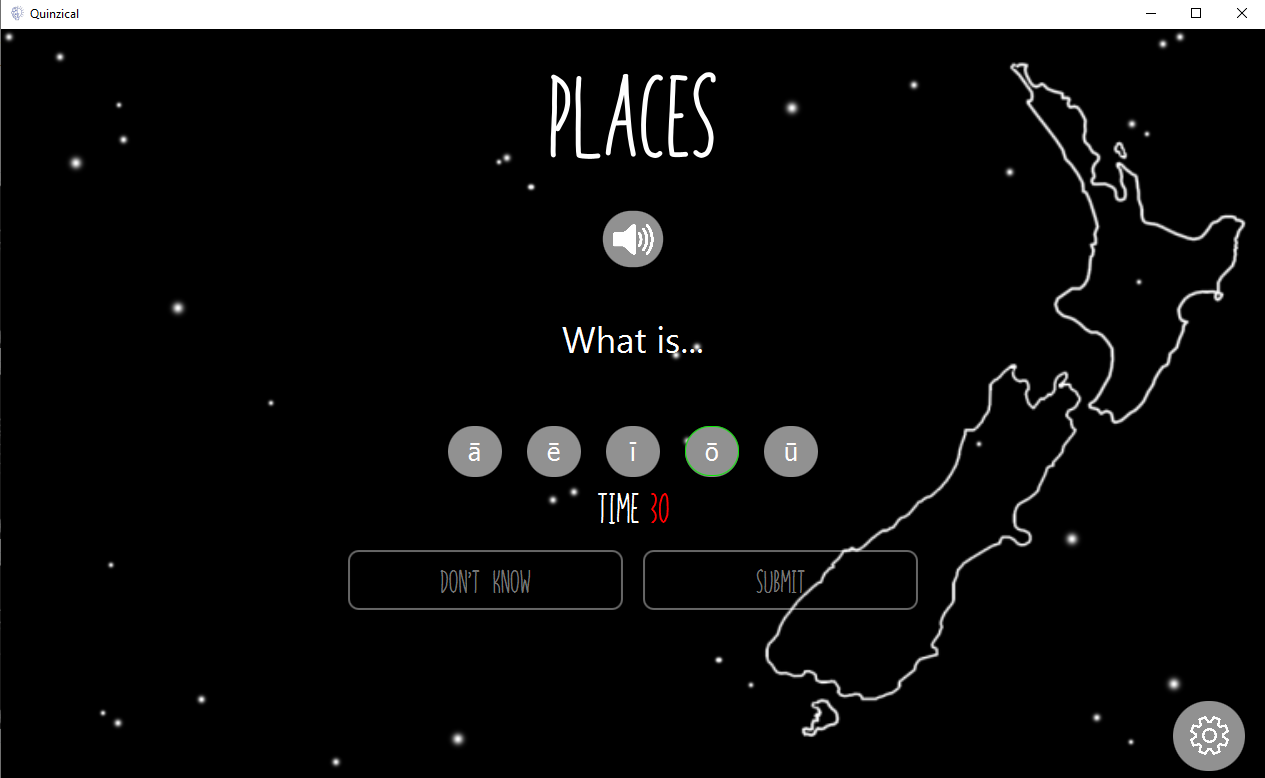 Quinzical
PLACES
What is...
ā ē ī ō ū
TIME 30
DON'T KNOW SUBMIT